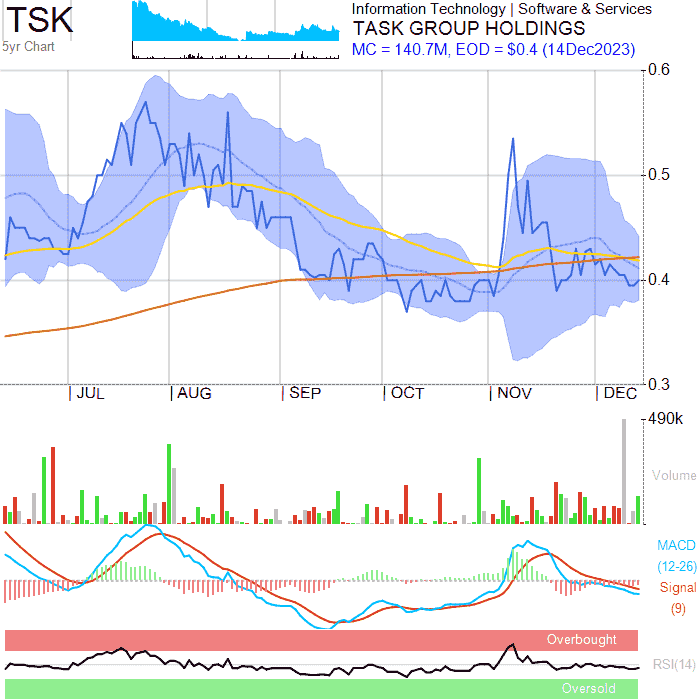 TSK
5yr Chart
Information Technology | Software & Services
TASK GROUP HOLDINGS
MC = 140.7M, EOD = $0.4 (14Dec2023)
0.6
0.5
0.4
0.3
JUL AUG SEP OCT NOV DEC
490k
Volume
MACD
(12-26)
Signal
(9)
Overbought
RSI(14)
Oversold